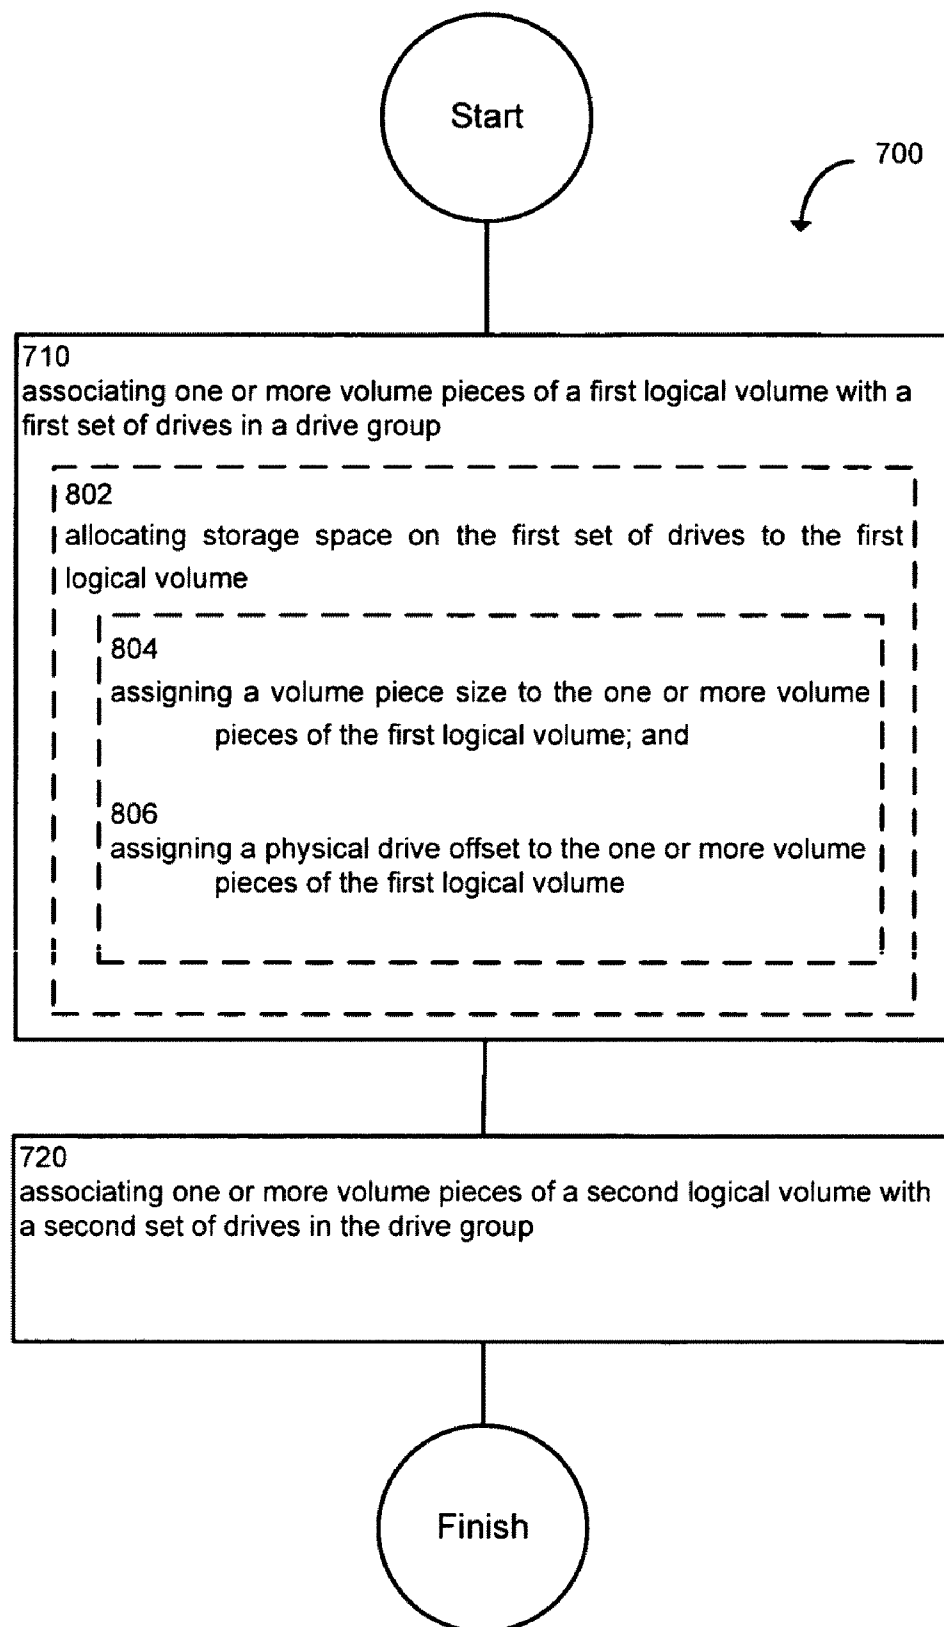 Start
700
710
associating one or more volume pieces of a first logical volume with a
first set of drives in a drive group
802
allocating storage space on the first set of drives to the first
logical volume
804
assigning a volume piece size to the one or more volume
pieces of the first logical volume; and
806
assigning a physical drive offset to the one or more volume
pieces of the first logical volume
720
associating one or more volume pieces of a second logical volume with
a second set of drives in the drive group
Finish